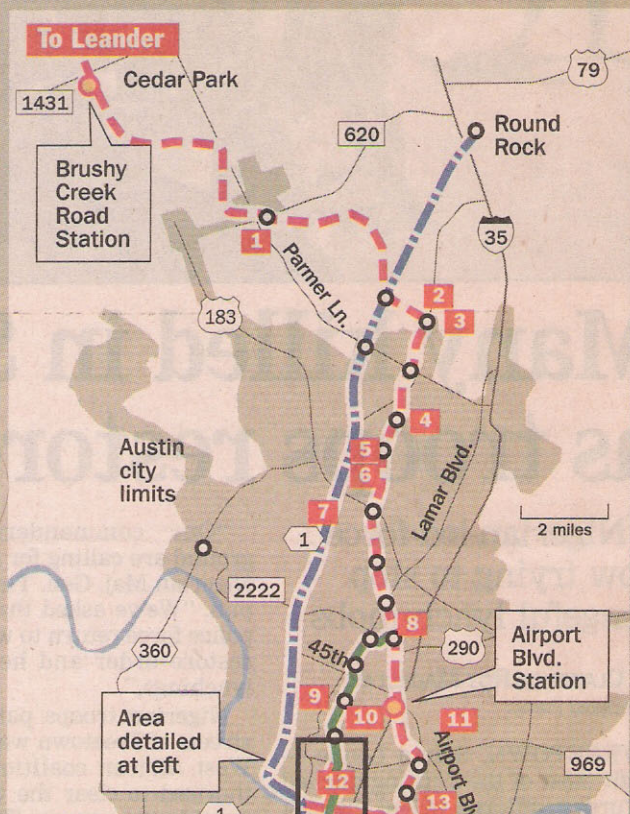 To Leander
Cedar Park
1431
79
620
Round
Rock
Brushy
Creek
Road
Station
1
35
Parmer Ln.
2
3
183
4
Austin
city
limits
5
6
Lamar Blvd.
7
1
2 miles
2222
360
8
290
45th
Airport
Blvd.
Station
9
10
11
Area
detailed
at left
Airport
969
12
13